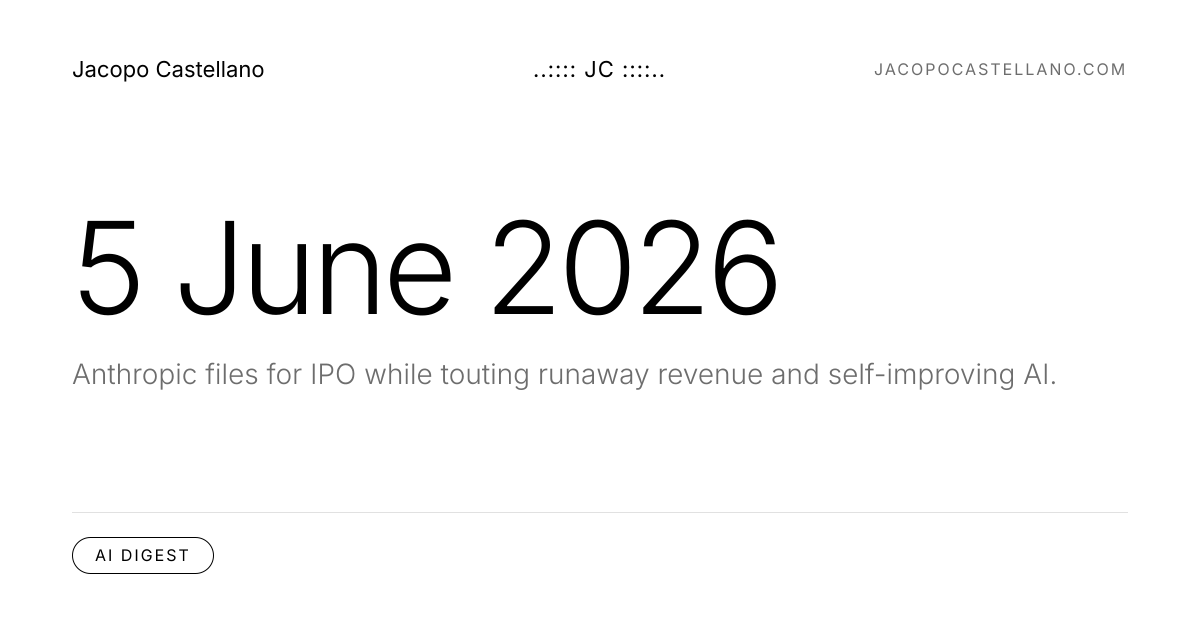 Jacopo Castellano
..:::: JC ::::..
JACOPOCASTELLANO.COM
5 June 2026
Anthropic files for IPO while touting runaway revenue and self-improving AI.
AI DIGEST